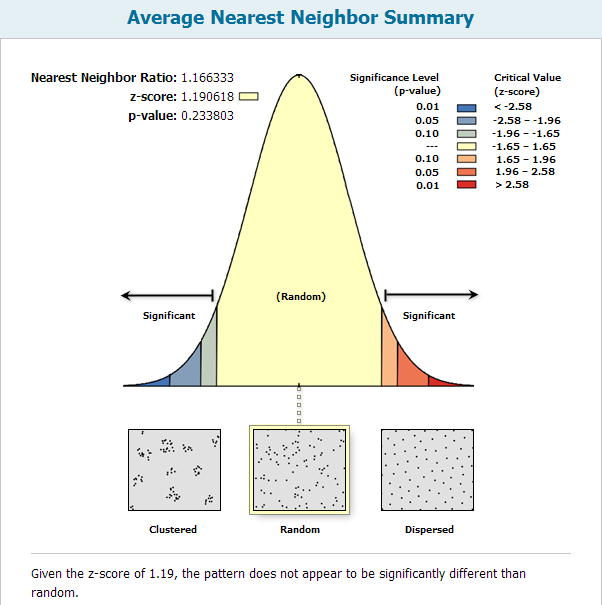 Average Nearest Neighbor Summary
Nearest Neighbor Ratio: 1.166333
z-score: 1.190618
p-value: 0.233803
Significance Level
(p-value)
Critical Value
(z-score)
0.01 < -2.58
0.05 -2.58 – -1.96
0.10 -1.96 – -1.65
--- -1.65 – 1.65
0.10 1.65 – 1.96
0.05 1.96 – 2.58
0.01 > 2.58
(Random)
Significant Significant
Clustered Random Dispersed
Given the z-score of 1.19, the pattern does not appear to be significantly different than
random.